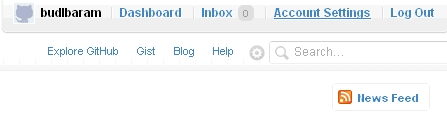 budlbaram Dashboard Inbox 0 Account Settings Log Out
Explore GitHub Gist Blog Help Search...
News Feed